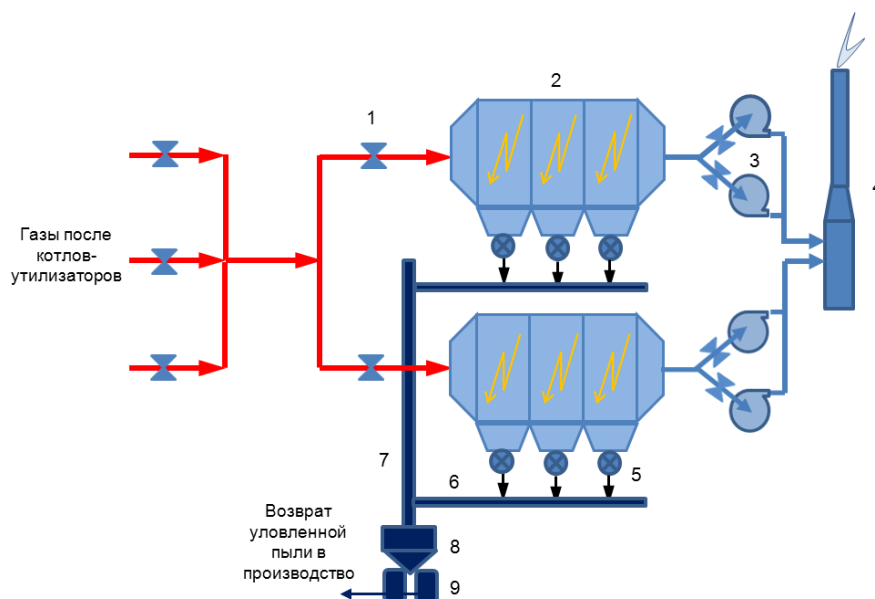 2
1
3
4
Газы после
котлов-
утилизаторов
7
6
5
Возврат
уловленной
пыли в
производство
8
9